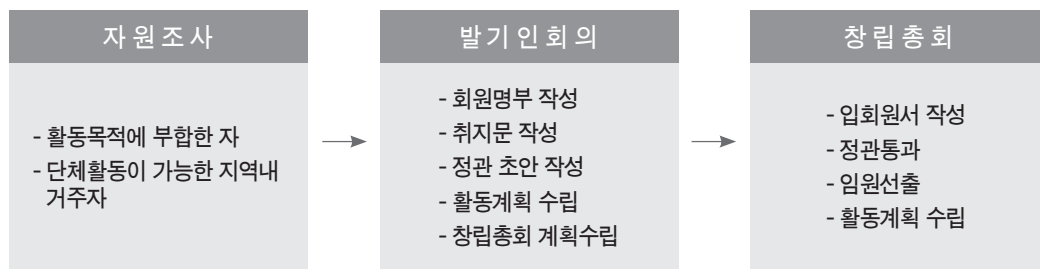 자원조사
- 활동목적에 부합한 자
- 단체활동이 가능한 지역내
거주자
발기인회의
- 회원명부 작성
- 취지문 작성
- 정관 초안 작성
- 활동계획 수립
- 창립총회 계획수립
창립총회
- 입회원서 작성
- 정관통과
- 임원선출
- 활동계획 수립